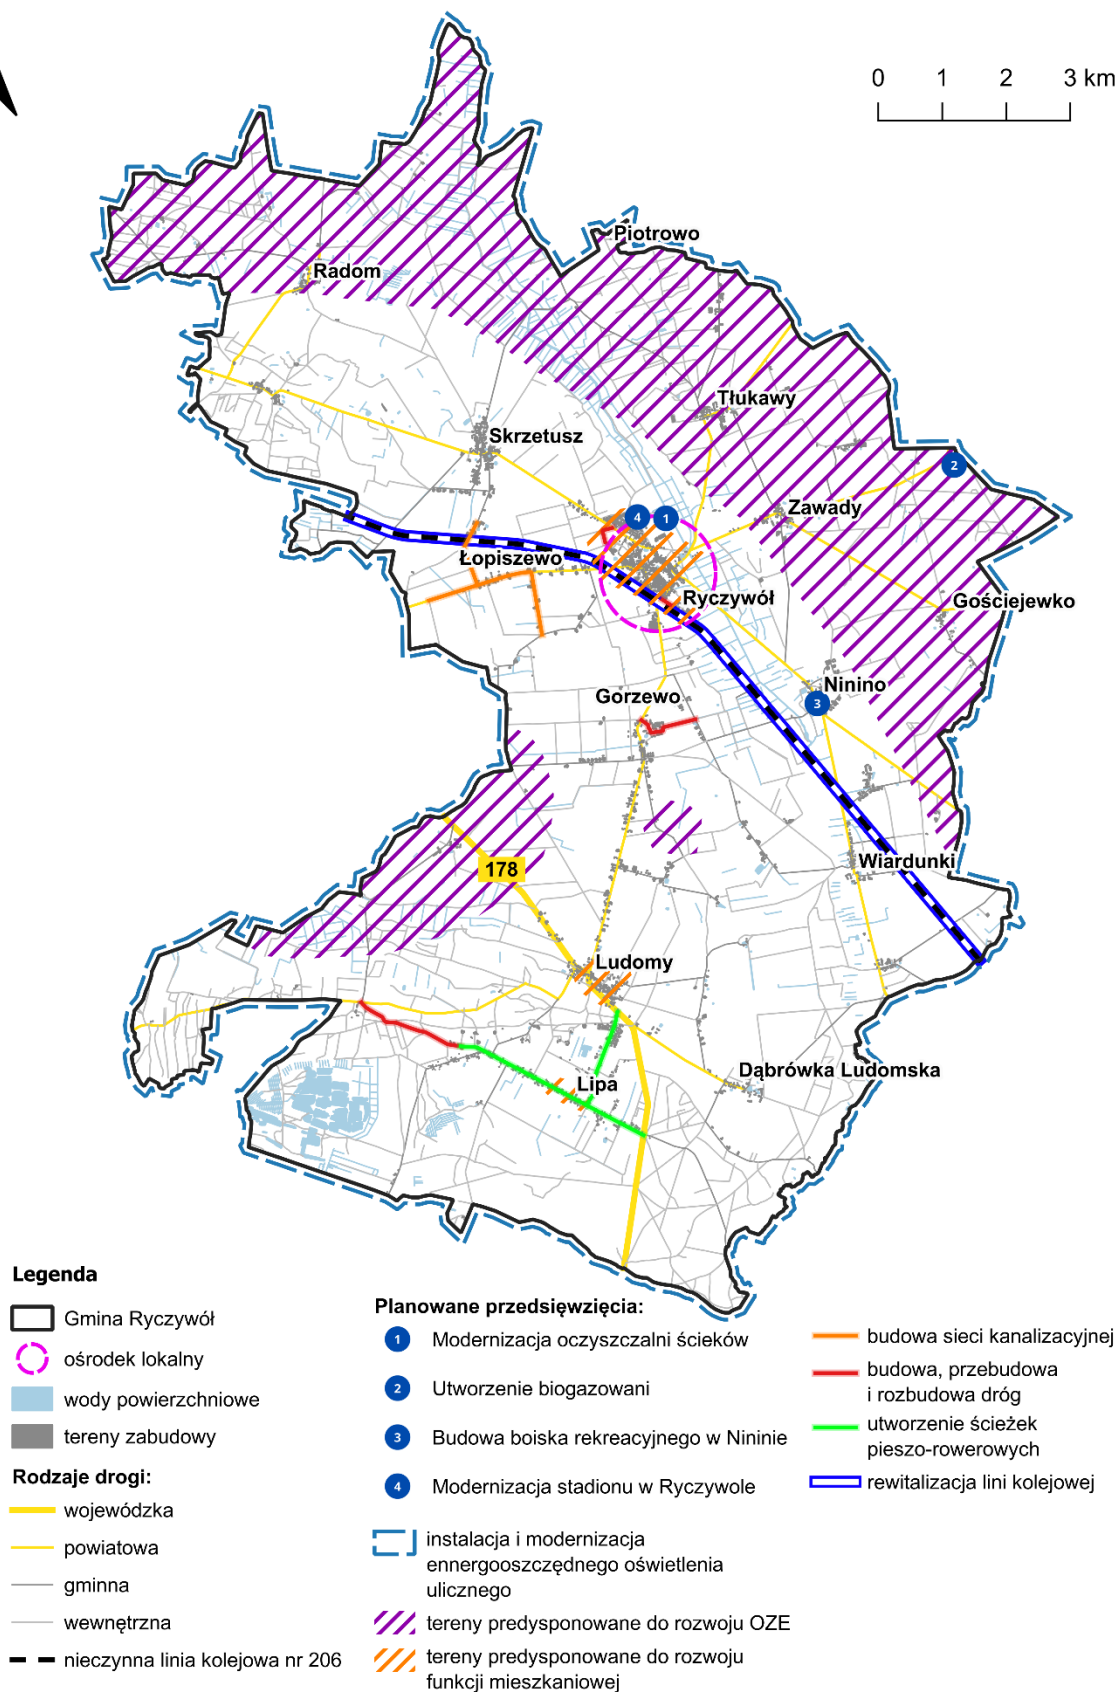 0 1 2 3 km
Piotrowo
Radom
Tłukawy
Skrzetusz
2
Zawady
4 1
Łopiszewo
Ryczywół
Gościejewko
Ninino
Gorzewo
3
Wiardunki
178
Ludomy
Dąbrówka Ludomska
Lipa
Legenda
Gmina Ryczywół
ośrodek lokalny
wody powierzchniowe
tereny zabudowy
Rodzaje drogi:
wojewódzka
powiatowa
gminna
wewnętrzna
nieczynna linia kolejowa nr 206
Planowane przedsięwzięcia:
1 Modernizacja oczyszczalni ścieków
2 Utworzenie biogazowani
3 Budowa boiska rekreacyjnego w Nininie
4 Modernizacja stadionu w Ryczywole
instalacja i modernizacja
ennergooszczędnego oświetlenia
ulicznego
tereny predysponowane do rozwoju OZE
tereny predysponowane do rozwoju
funkcji mieszkaniowej
budowa sieci kanalizacyjnej
budowa, przebudowa
i rozbudowa dróg
utworzenie ścieżek
pieszo-rowerowych
rewitalizacja lini kolejowej